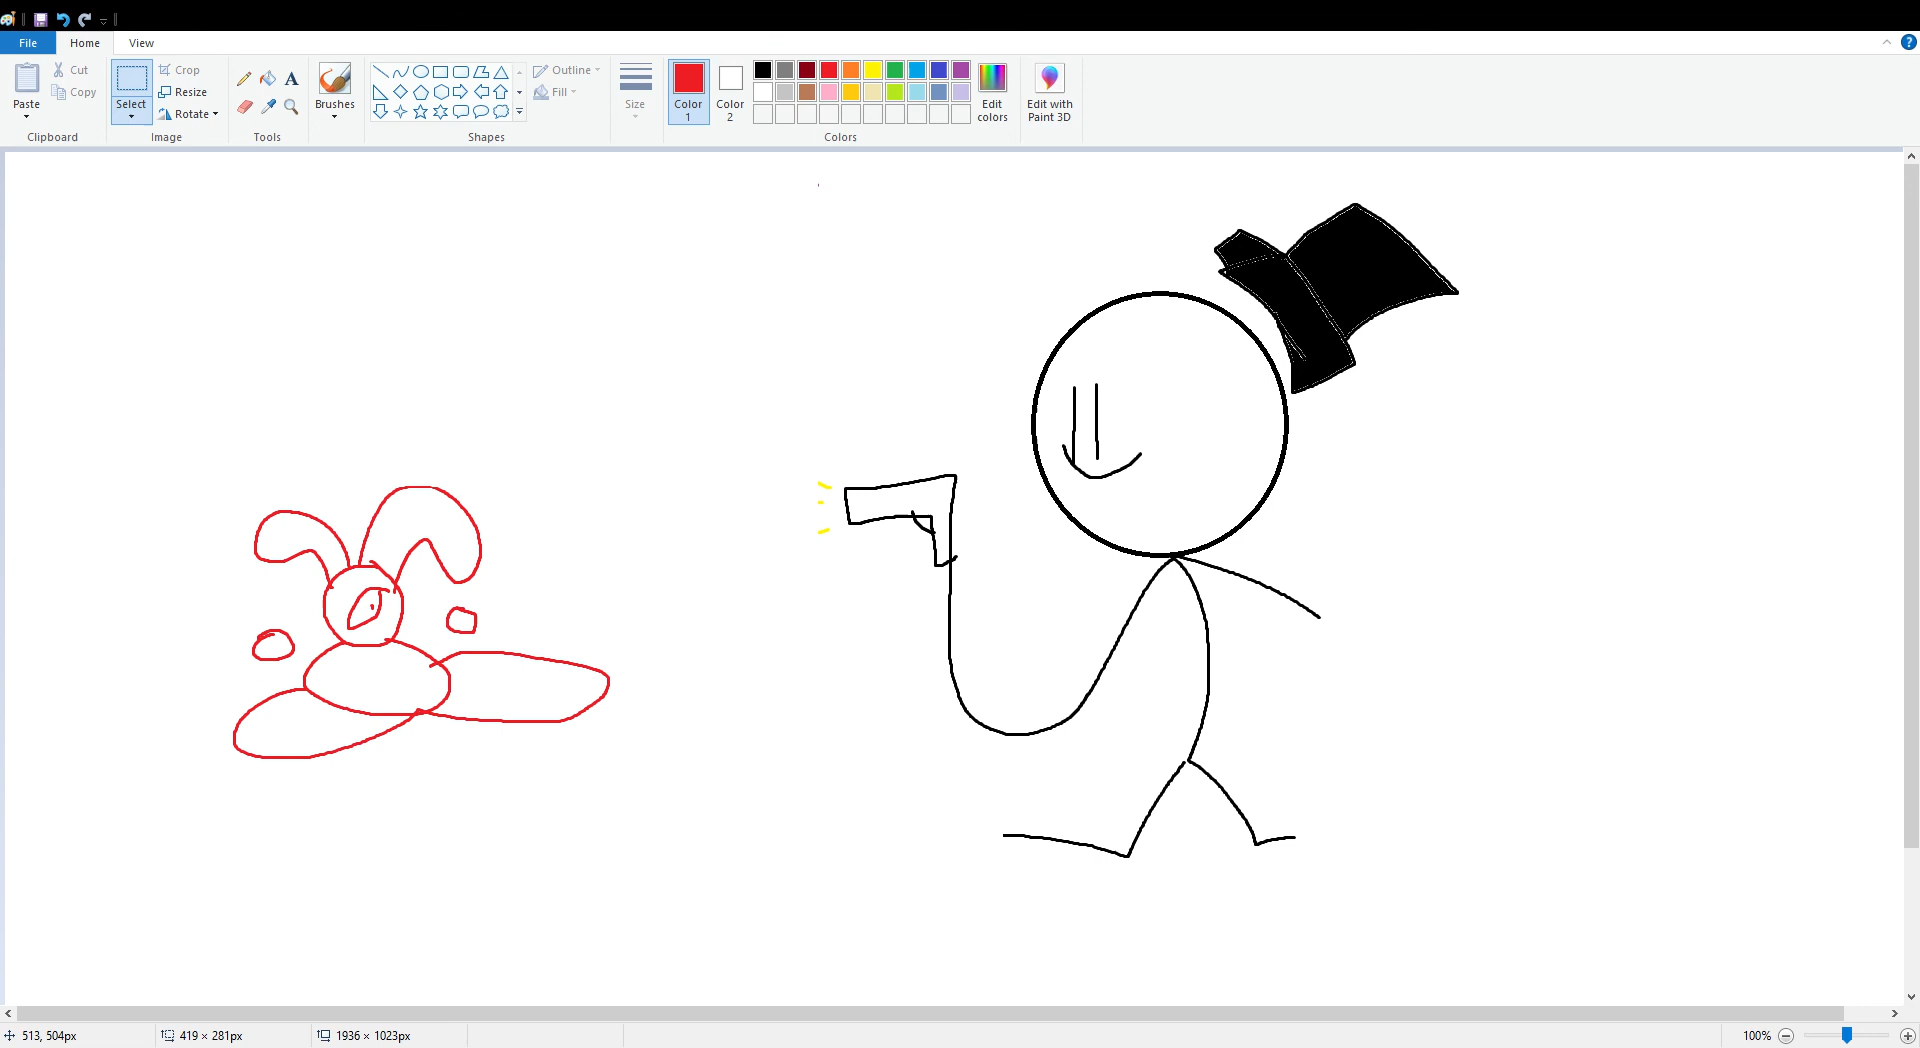 File Home View
Paste
Cut
Copy
Clipboard
Select
Crop
Resize
Rotate
Image
A
Tools
Brushes
Outline
Fill
Shapes
Size
Color 1
Color 2
Edit colors
Colors
Edit with Paint 3D
?
513, 504px 419 × 281px 1936 × 1023px 100%